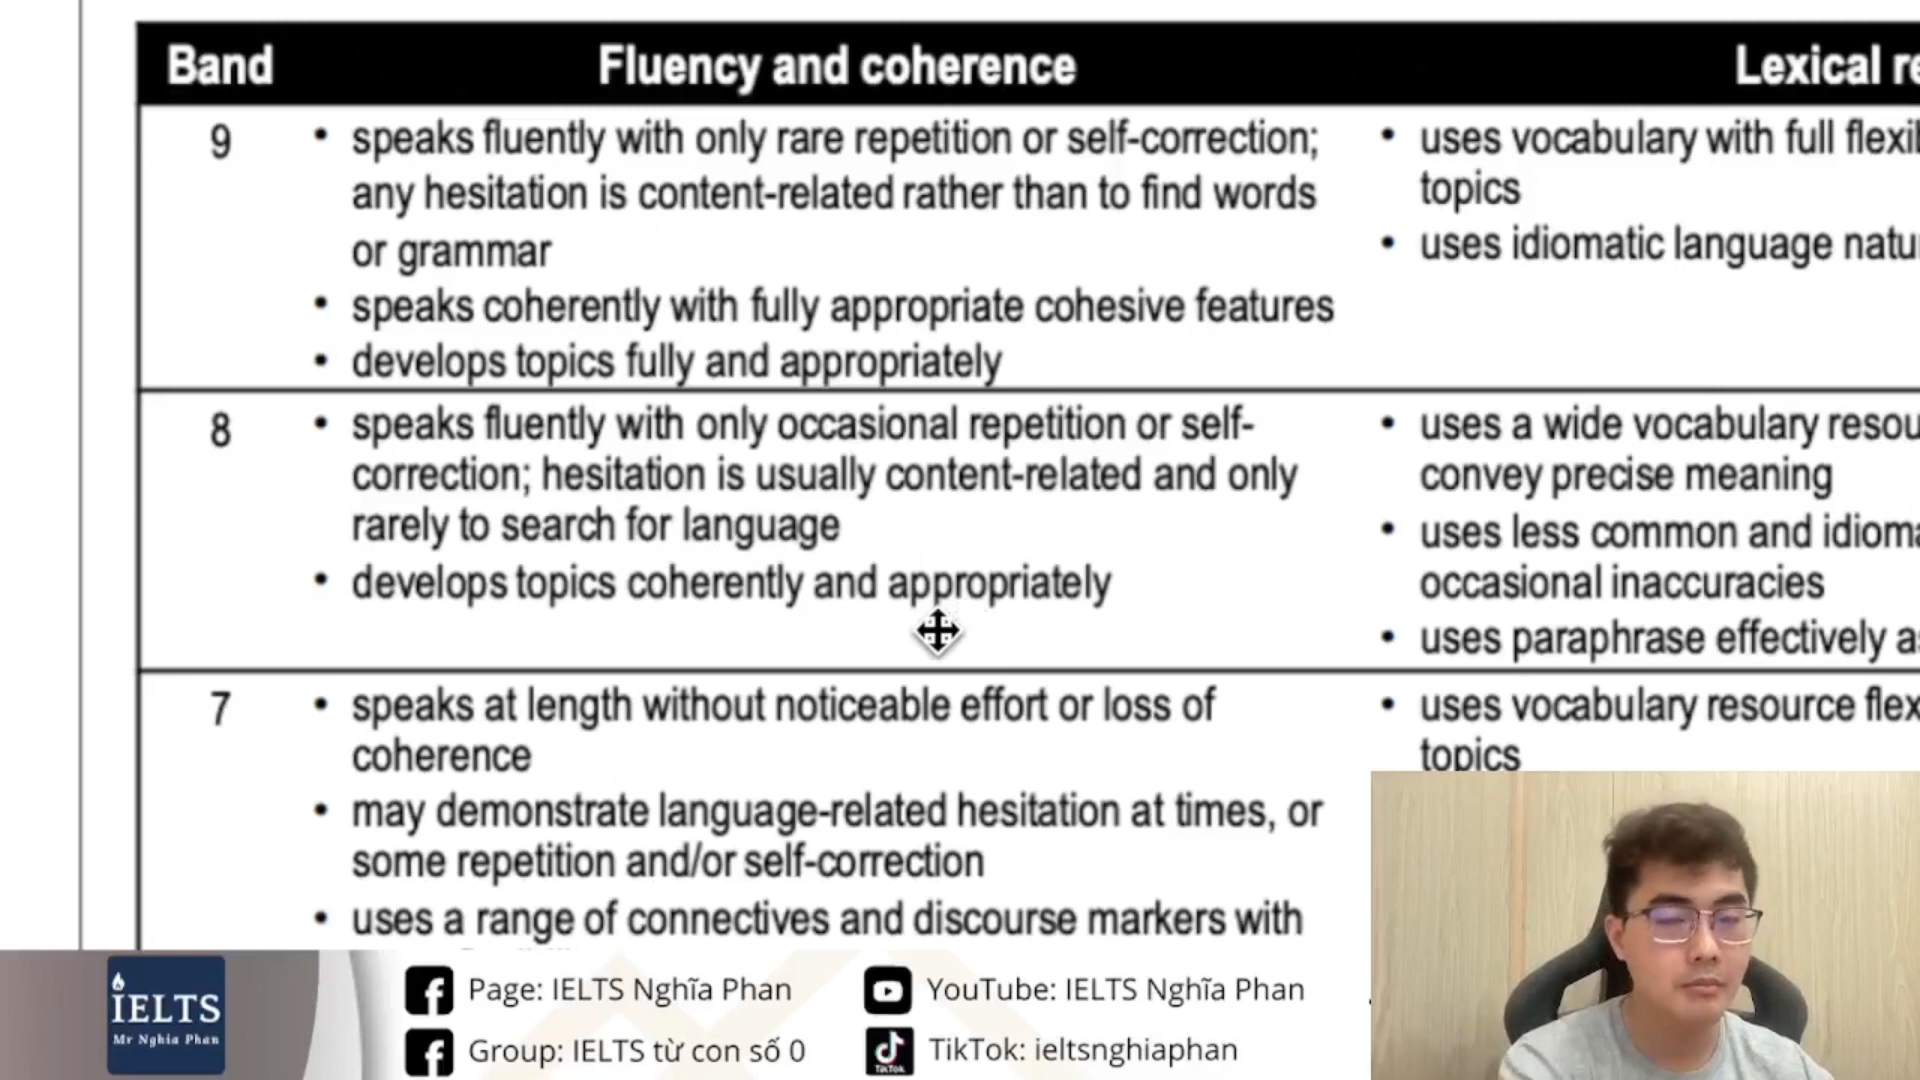 Band Fluency and coherence Lexical re
9
• speaks fluently with only rare repetition or self-correction;
any hesitation is content-related rather than to find words
or grammar
• speaks coherently with fully appropriate cohesive features
• develops topics fully and appropriately
• uses vocabulary with full flexi
topics
• uses idiomatic language natu
8
• speaks fluently with only occasional repetition or self-
correction; hesitation is usually content-related and only
rarely to search for language
• develops topics coherently and appropriately
• uses a wide vocabulary resou
convey precise meaning
• uses less common and idioma
occasional inaccuracies
• uses paraphrase effectively a
7
• speaks at length without noticeable effort or loss of
coherence
• may demonstrate language-related hesitation at times, or
some repetition and/or self-correction
• uses a range of connectives and discourse markers with
• uses vocabulary resource flex
topics
IELTS
Mr Nghia Phan
Page: IELTS Nghĩa Phan
Group: IELTS từ con số 0
YouTube: IELTS Nghĩa Phan
TikTok
TikTok: ieltsnghiaphan